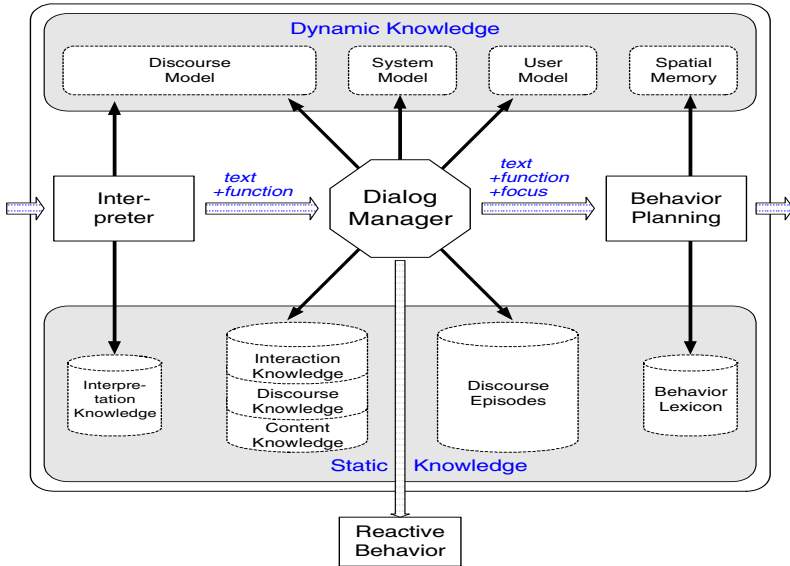 Dynamic Knowledge
Discourse
Model
System
Model
User
Model
Spatial
Memory
text
+function
text
+function
+focus
Inter-
preter
Dialog
Manager
Behavior
Planning
Interpre-
tation
Knowledge
Interaction
Knowledge
Discourse
Knowledge
Content
Knowledge
Discourse
Episodes
Behavior
Lexicon
Static Knowledge
Reactive
Behavior